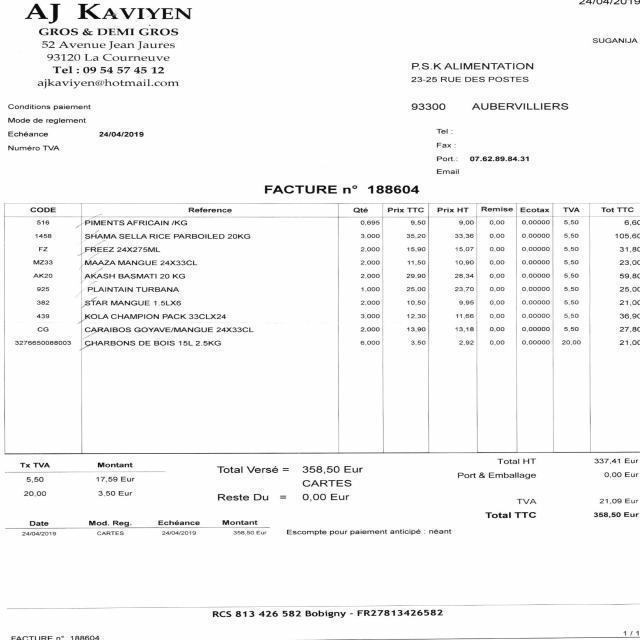 24/04/2019
AJ KAVIYEN
GROS & DEMI GROS
52 Avenue Jean Jaures
93120 La Courneuve
Tel : 09 54 57 45 12
ajkaviyen@hotmail.com
SUGANIJA
P.S.K ALIMENTATION
23-25 RUE DES POSTES
93300 AUBERVILLIERS
Conditions paiement
Mode de reglement
Echéance 24/04/2019
Numéro TVA
Tel :
Fax :
Port.: 07.62.89.84.31
Email
FACTURE n° 188604
CODE Reference Qté Prix TTC Prix HT Remise Ecotax TVA Tot TTC
516 PIMENTS AFRICAIN /KG 0,695 9,50 9,00 0,00 0,00000 5,50 6,60
1458 SHAMA SELLA RICE PARBOILED 20KG 3,000 35,20 33,36 0,00 0,00000 5,50 105,60
FZ FREEZ 24X275ML 2,000 15,90 15,07 0,00 0,00000 5,50 31,80
MZ33 MAAZA MANGUE 24X33CL 2,000 11,50 10,90 0,00 0,00000 5,50 23,00
AK20 AKASH BASMATI 20 KG 2,000 29,90 28,34 0,00 0,00000 5,50 59,80
925 PLAINTAIN TURBANA 1,000 25,00 23,70 0,00 0,00000 5,50 25,00
382 STAR MANGUE 1.5LX6 2,000 10,50 9,95 0,00 0,00000 5,50 21,00
439 KOLA CHAMPION PACK 33CLX24 3,000 12,30 11,66 0,00 0,00000 5,50 36,90
CG CARAIBOS GOYAVE/MANGUE 24X33CL 2,000 13,90 13,18 0,00 0,00000 5,50 27,80
3276650088003 CHARBONS DE BOIS 15L 2.5KG 6,000 3,50 2,92 0,00 0,00000 20,00 21,00
Tx TVA Montant
5,50 17,59 Eur
20,00 3,50 Eur
Total Versé = 358,50 Eur
CARTES
Reste Du = 0,00 Eur
Total HT 337,41 Eur
Port & Emballage 0,00 Eur
TVA 21,09 Eur
Total TTC 358,50 Eur
Date Mod. Reg. Echéance Montant
24/04/2019 CARTES 24/04/2019 358,50 Eur
Escompte pour paiement anticipé : néant
RCS 813 426 582 Bobigny - FR27813426582
FACTURE n° 188604
1 / 1